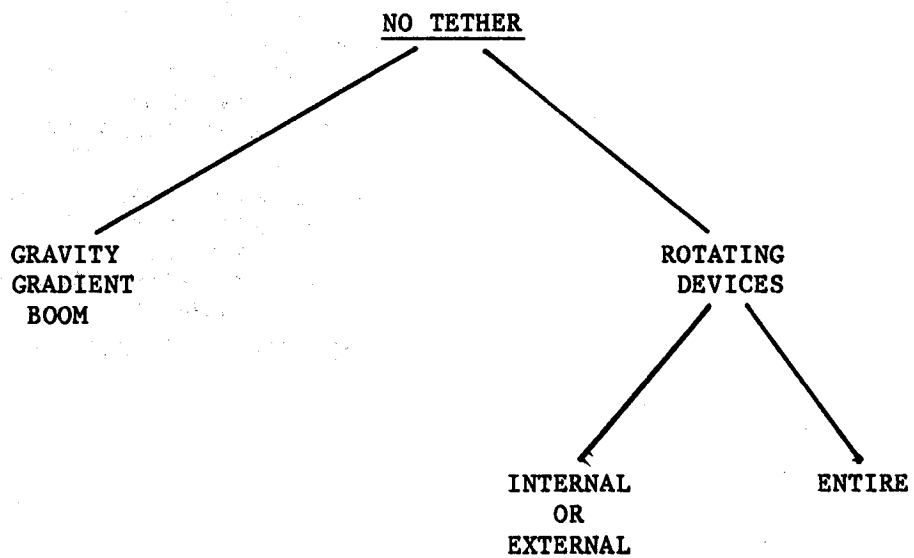 NO TETHER
GRAVITY
GRADIENT
BOOM
ROTATING
DEVICES
INTERNAL
OR
EXTERNAL
ENTIRE